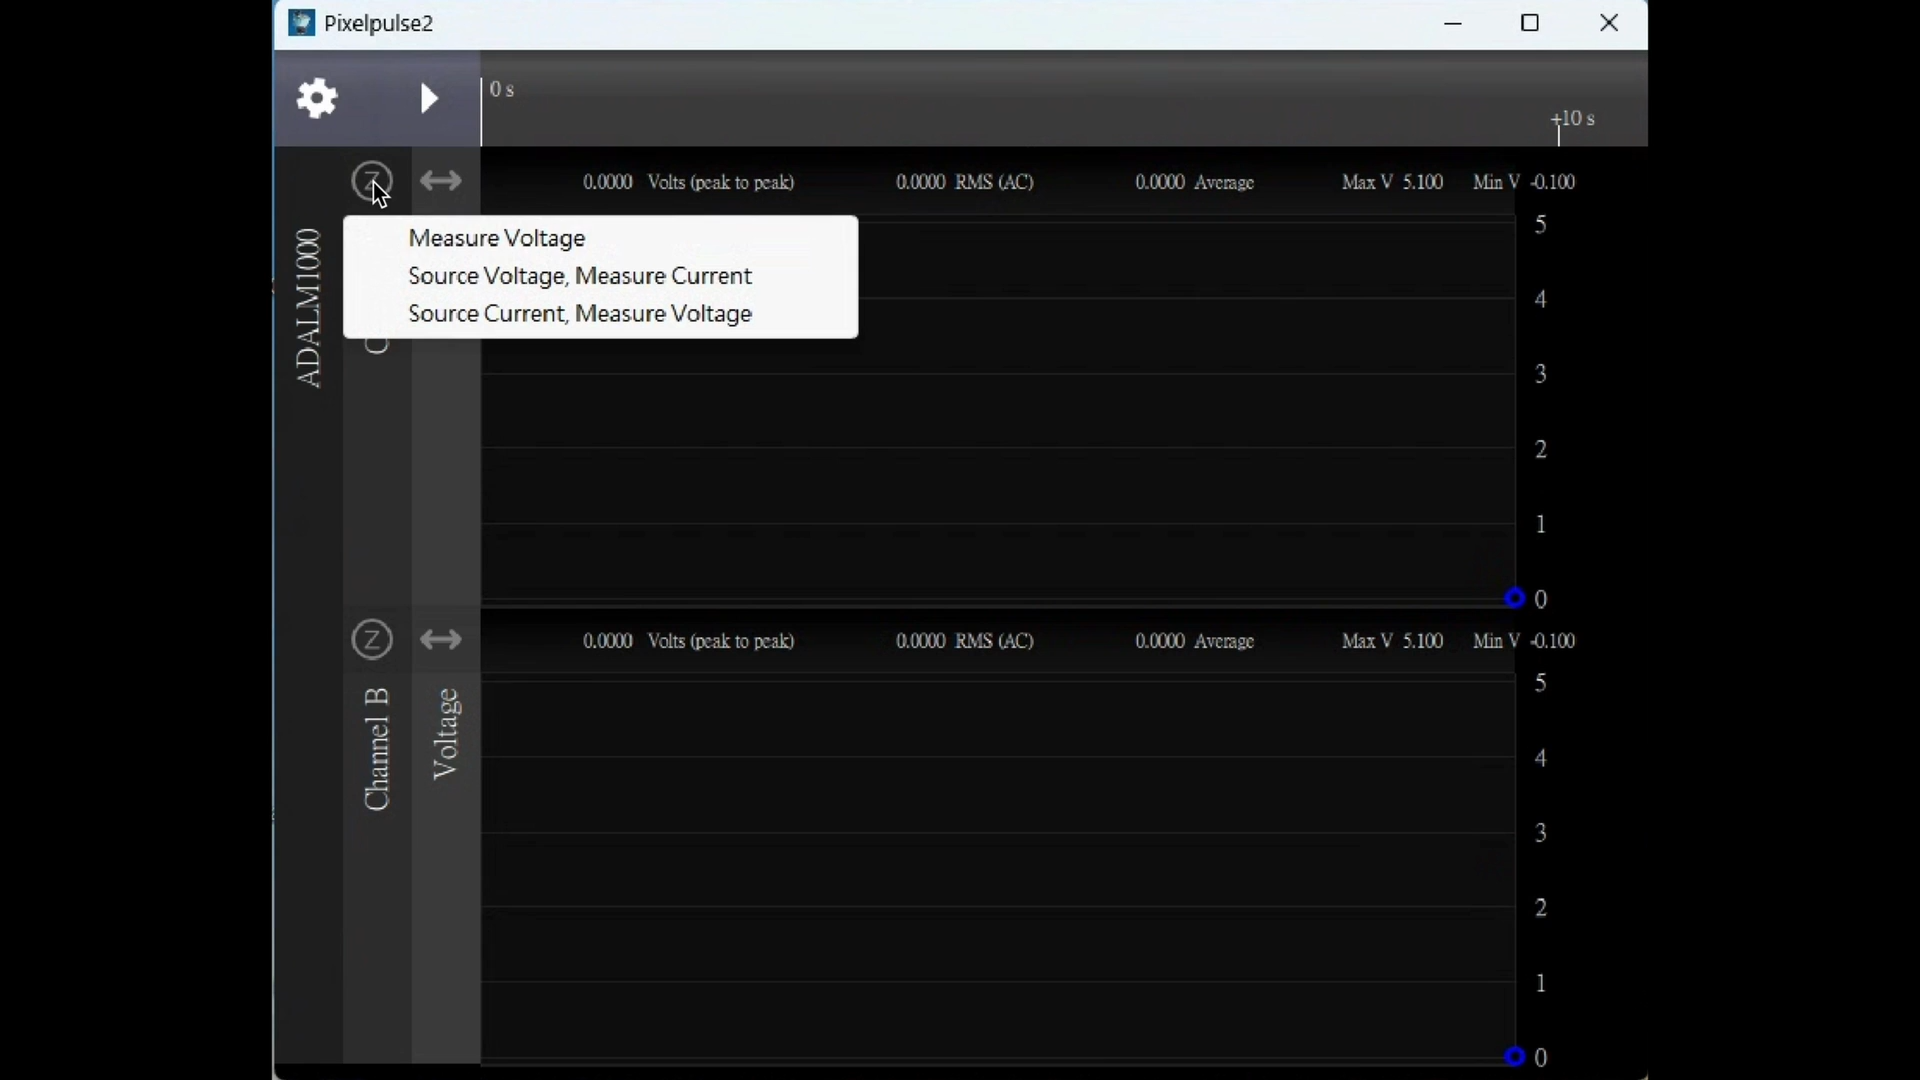 Pixelpulse2
0 s
+10 s
Z
0.0000 Volts (peak to peak) 0.0000 RMS (AC) 0.0000 Average Max V 5.100 Min V -0.100
Measure Voltage
Source Voltage, Measure Current
Source Current, Measure Voltage
ADALM1000
C
5
4
3
2
1
0
Z
0.0000 Volts (peak to peak) 0.0000 RMS (AC) 0.0000 Average Max V 5.100 Min V -0.100
Channel B
Voltage
5
4
3
2
1
0